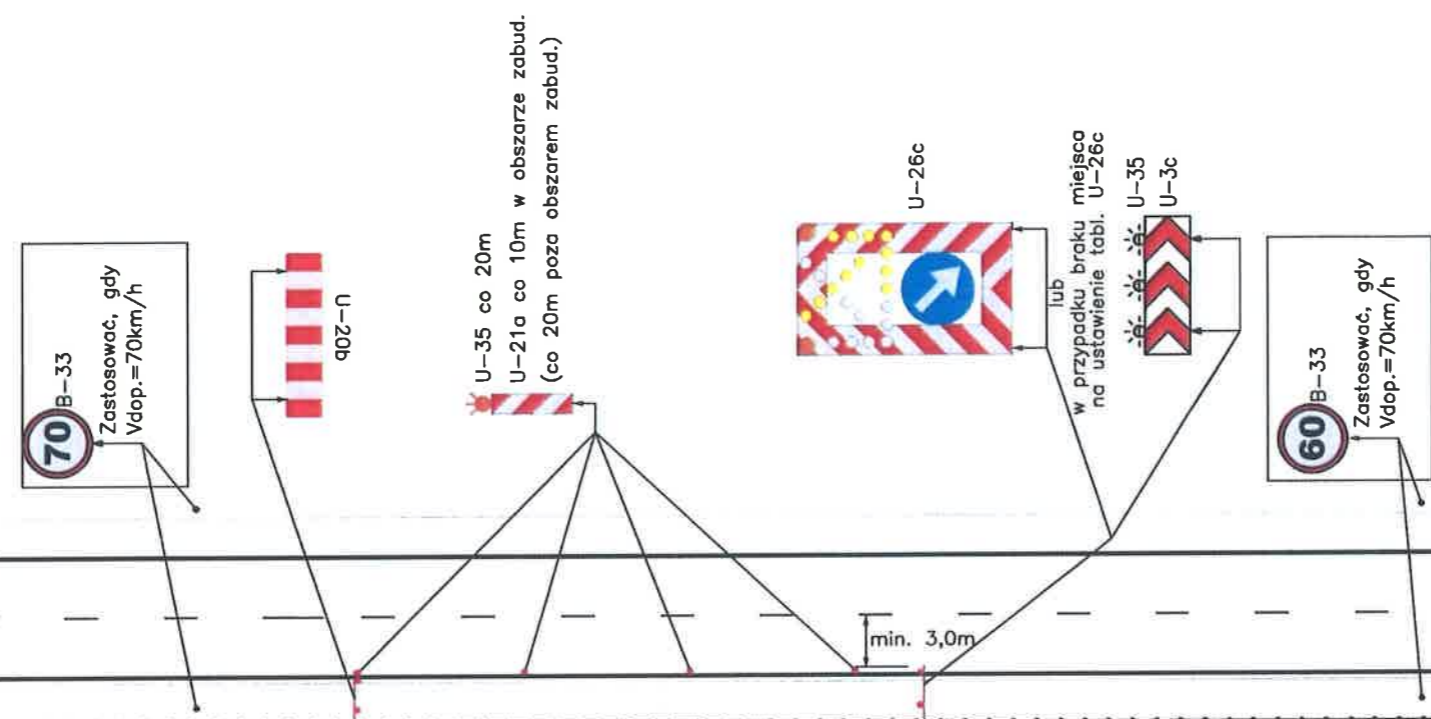 70
B-33
Zastosować, gdy
Vdop.=70km/h
U-20b
U-35 co 20m
U-21a co 10m w obszarze zabud.
(co 20m poza obszarem zabud.)
U-26c
lub
w przypadku braku miejsca
na ustawienie tabl. U-26c
U-35
U-3c
min. 3,0m
60
B-33
Zastosować, gdy
Vdop.=70km/h